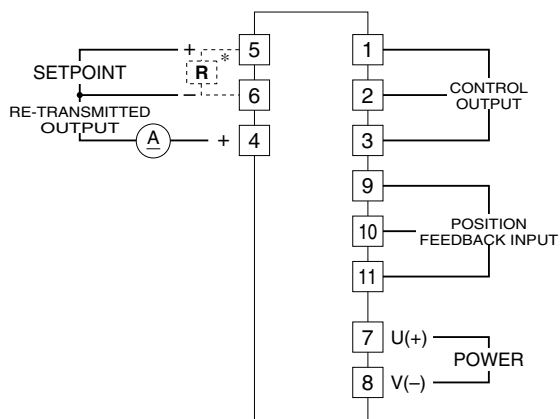 + 5 1
R *
SETPOINT
– 6 2 CONTROL
OUTPUT
RE-TRANSMITTED
OUTPUT
A + 4 3
9
10 POSITION
FEEDBACK INPUT
11
7 U(+)
POWER
8 V(–)